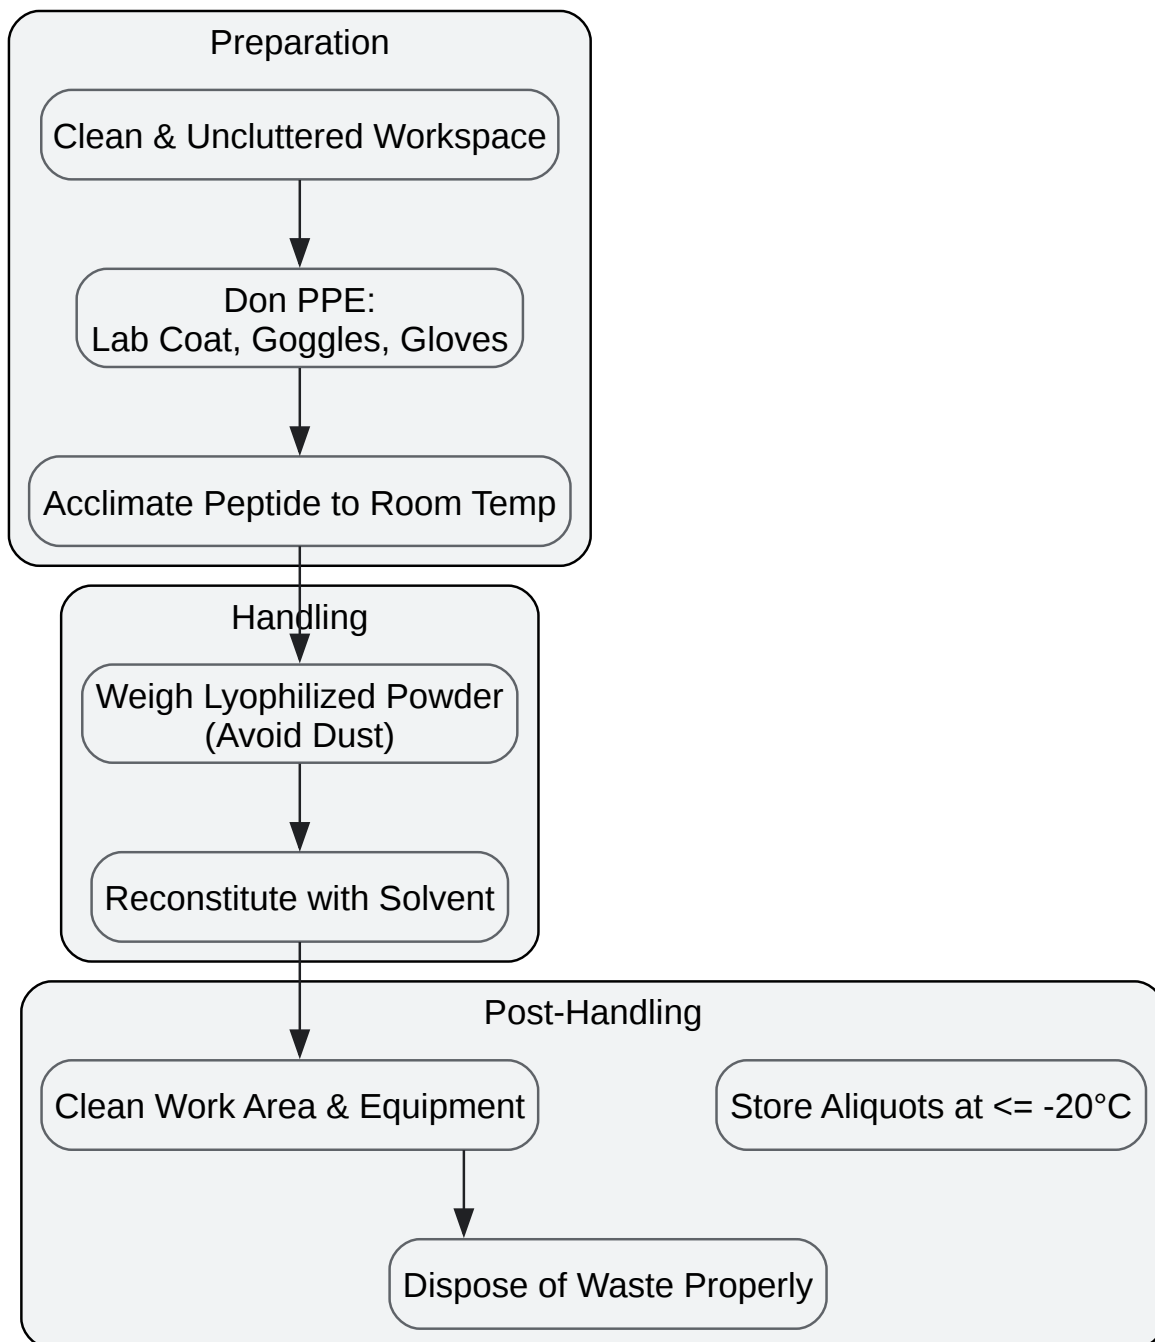 Preparation
Clean & Uncluttered Workspace
Don PPE:
Lab Coat, Goggles, Gloves
Acclimate Peptide to Room Temp
Handling
Weigh Lyophilized Powder
(Avoid Dust)
Reconstitute with Solvent
Post-Handling
Clean Work Area & Equipment
Store Aliquots at <= -20°C
Dispose of Waste Properly